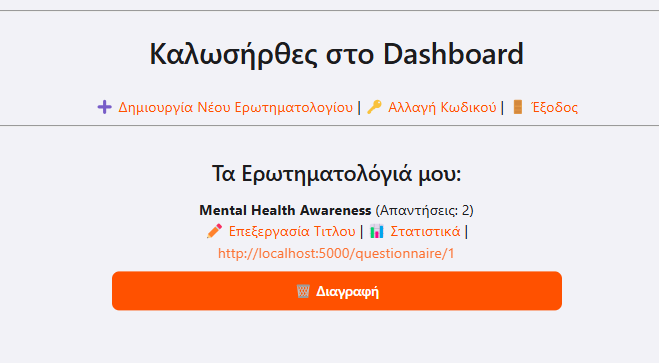 Καλωσήρθες στο Dashboard
➕ Δημιουργία Νέου Ερωτηματολογίου | 🔑 Αλλαγή Κωδικού | 🚪 Έξοδος
Τα Ερωτηματολόγιά μου:
Mental Health Awareness (Απαντήσεις: 2)
✏️ Επεξεργασία Τιτλου | 📊 Στατιστικά |
http://localhost:5000/questionnaire/1
🗑️ Διαγραφή